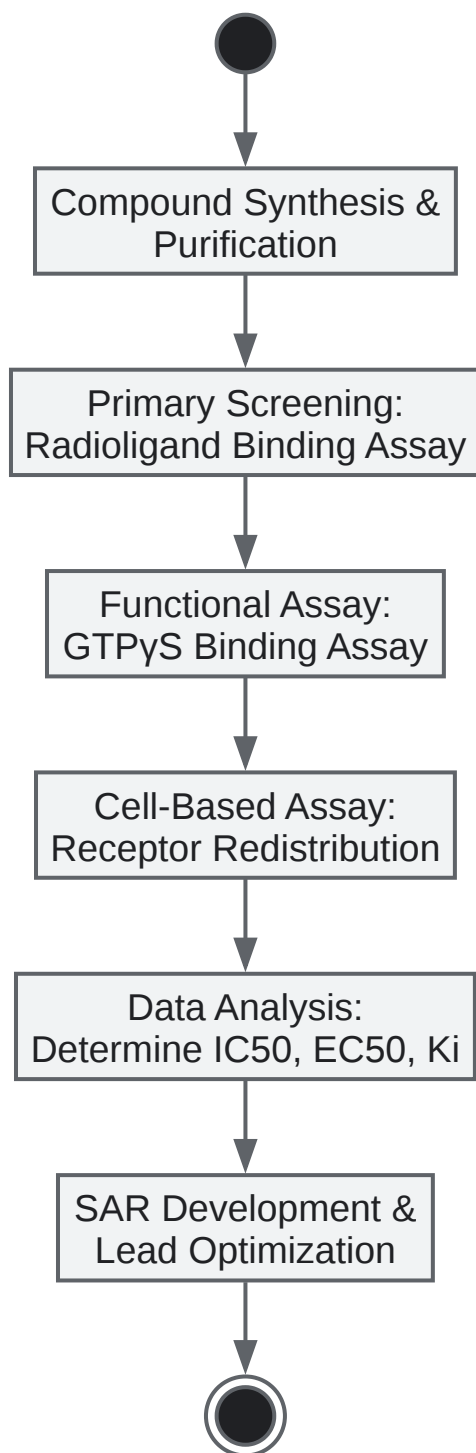 Compound Synthesis &
Purification
Primary Screening:
Radioligand Binding Assay
Functional Assay:
GTPγS Binding Assay
Cell-Based Assay:
Receptor Redistribution
Data Analysis:
Determine IC50, EC50, Ki
SAR Development &
Lead Optimization